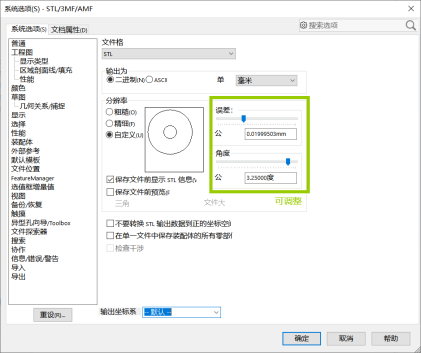 系统选项(S) - STL/3MF/AMF
系统选项(S) 文档属性(D)
搜索选项
普通
工程图
显示类型
区域剖面线/填充
性能
颜色
草图
几何关系/捕捉
显示
选择
性能
装配体
外部参考
默认模板
文件位置
FeatureManager
选值框增量值
视图
备份/恢复
触摸
异型孔向导/Toolbox
文件探索器
搜索
协作
信息/错误/警告
导入
导出
重设(R)...
文件格
STL
输出为
二进制(N) ASCII 单 毫米
分辨率
粗糙(O)
精细(F)
自定义(U)
误差:
公 0.01999503mm
角度
公 3.25000度
保存文件前显示 STL 信息(
保存文件前预览(
三角 文件大 可调整
不要转换 STL 输出数据到正的坐标空(
在单一文件中保存装配体的所有零部(
检查干涉
输出坐标系 -- 默认 --
确定 取消 帮助